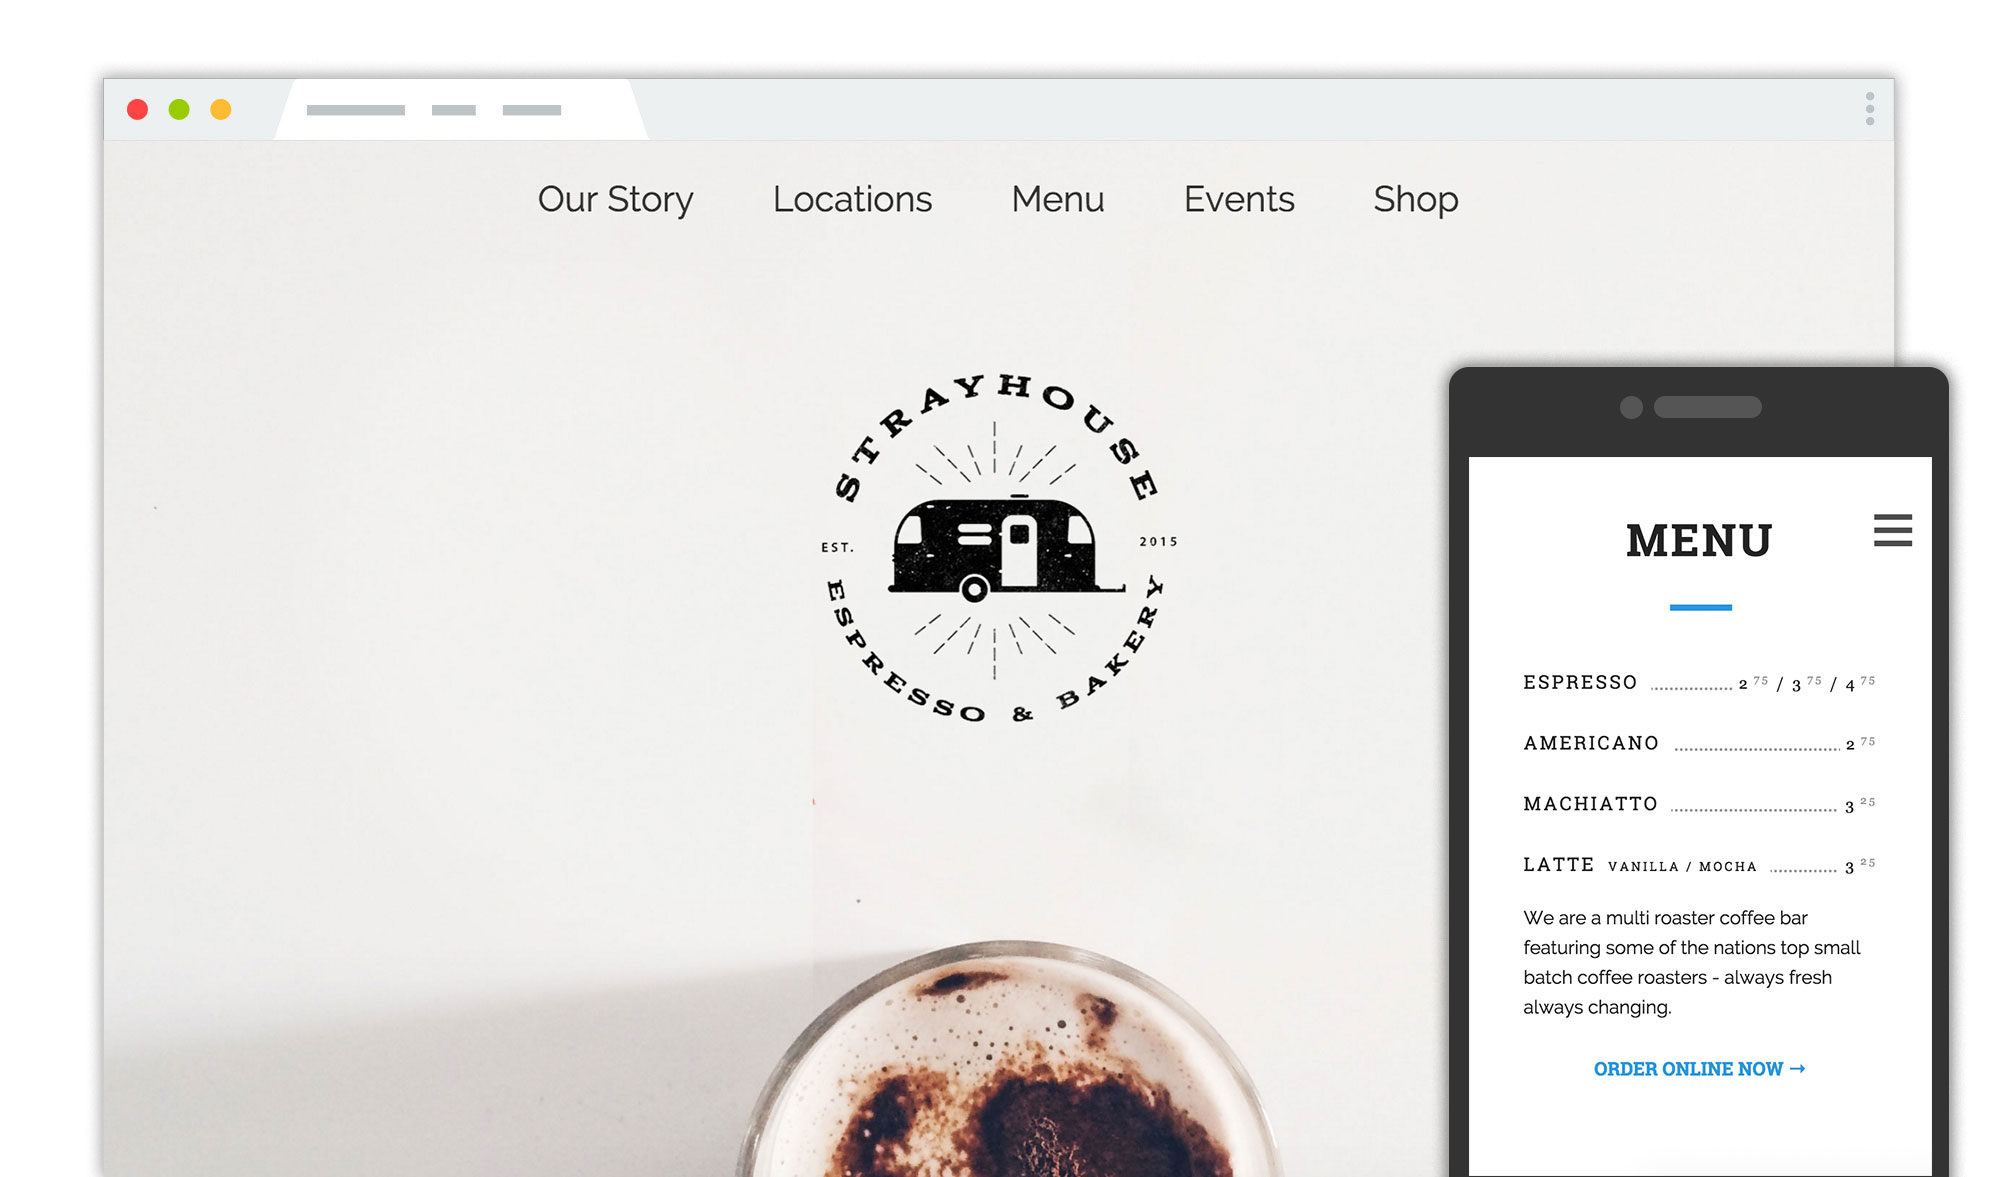 Our Story Locations Menu Events Shop
STRAYHOUSE
EST. 2015
ESPRESSO & BAKERY
MENU
ESPRESSO ............... 2 75 / 3 75 / 4 75
AMERICANO ............................... 2 75
MACHIATTO ............................... 3 25
LATTE VANILLA / MOCHA ............. 3 25
We are a multi roaster coffee bar
featuring some of the nations top small
batch coffee roasters - always fresh
always changing.
ORDER ONLINE NOW →